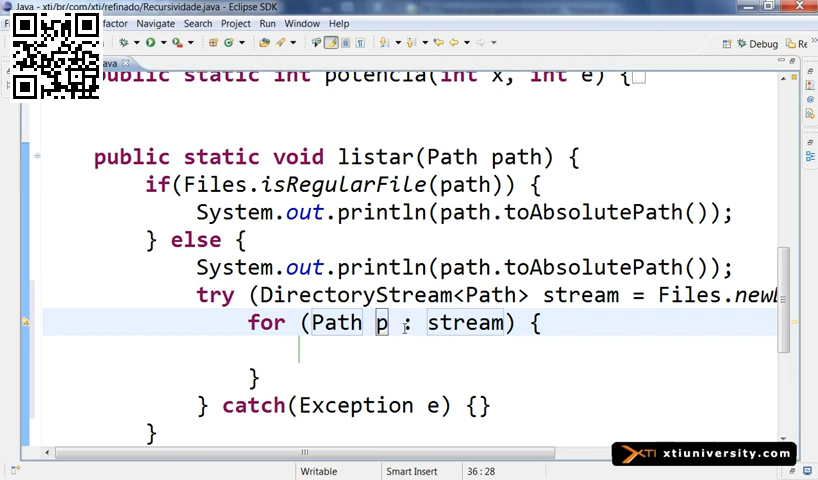 Java - xti/br/com/xti/refinado/Recursividade.java - Eclipse SDK
Navigate Search Project Run Window Help
Debug Re
public static int potencia(int x, int e) {
public static void listar(Path path) {
if(Files.isRegularFile(path)) {
System.out.println(path.toAbsolutePath());
} else {
System.out.println(path.toAbsolutePath());
try (DirectoryStream<Path> stream = Files.new
for (Path p : stream) {
}
} catch(Exception e) {}
}
XTI xtiuniversity.com
Writable Smart Insert 36 : 28